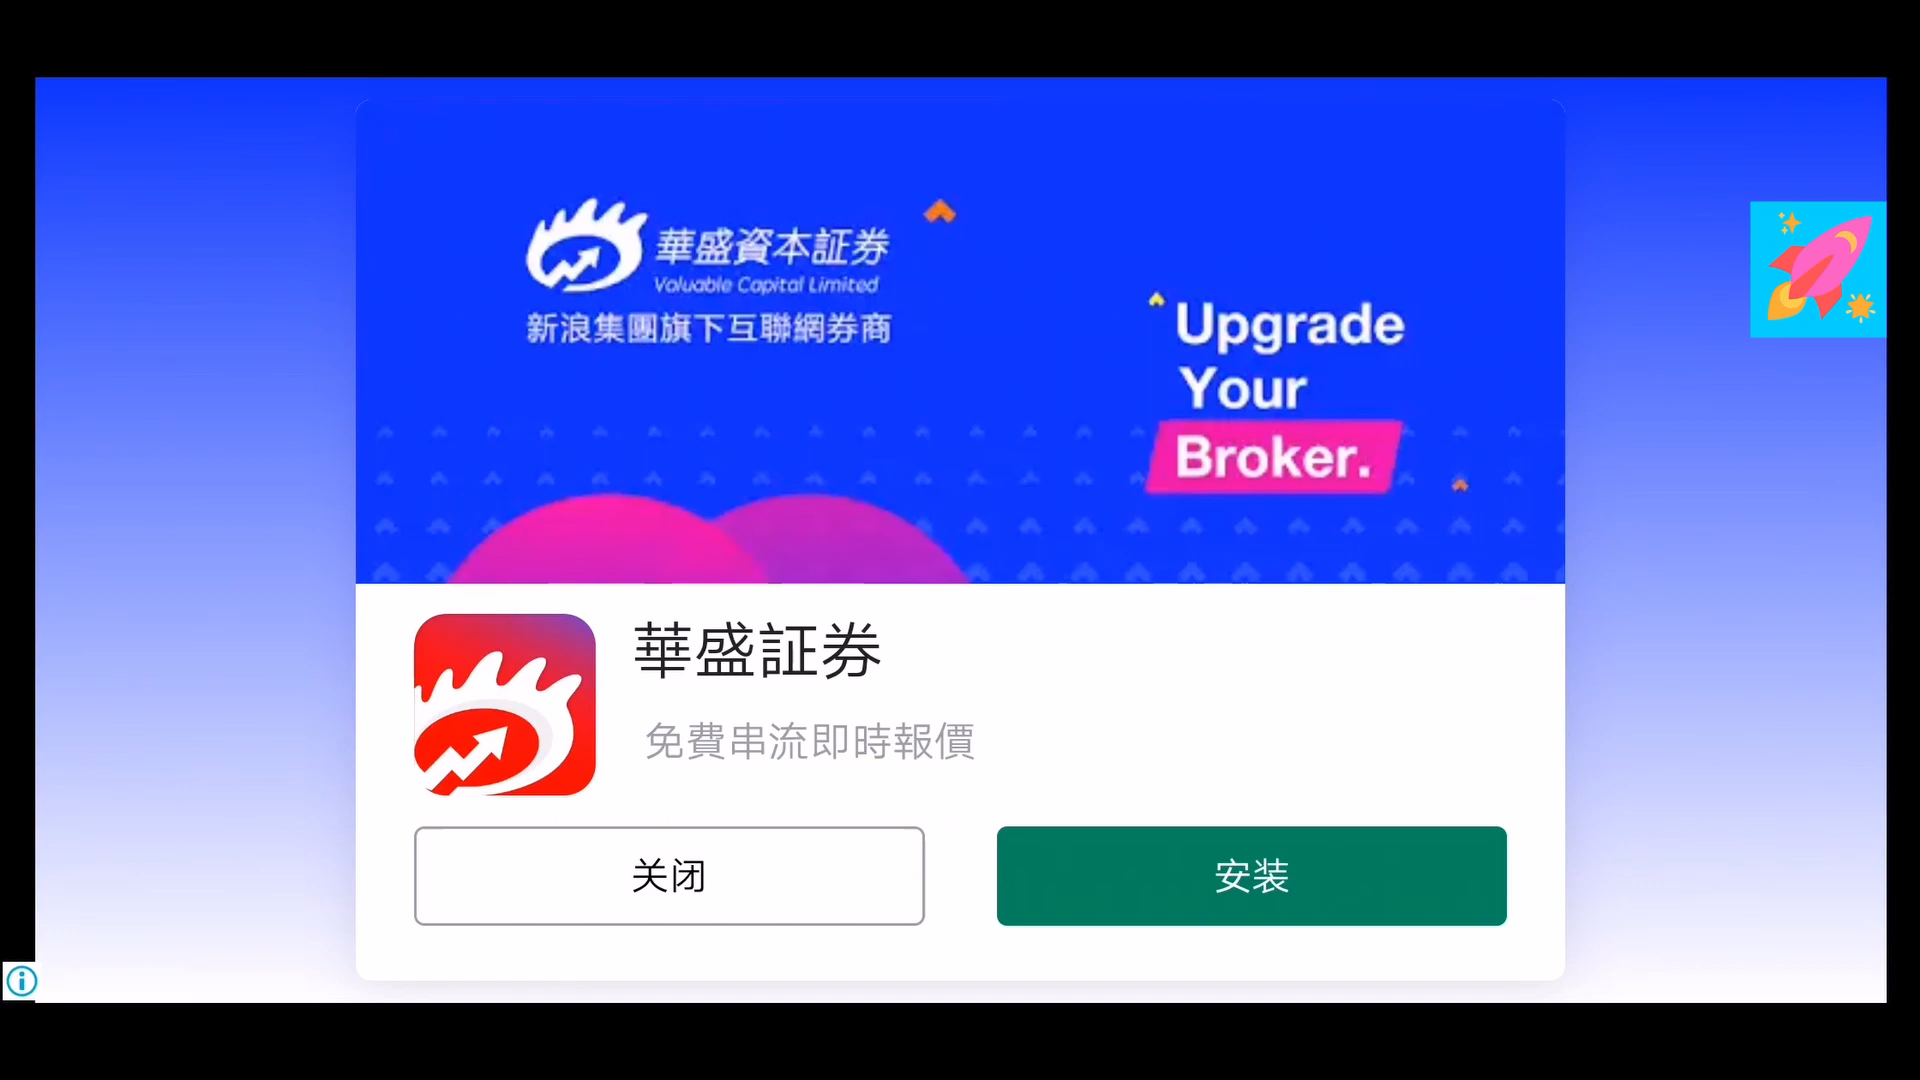 華盛資本証券
Valuable Capital Limited
新浪集團旗下互聯網券商
Upgrade
Your
Broker.
華盛証券
免費串流即時報價
关闭
安装